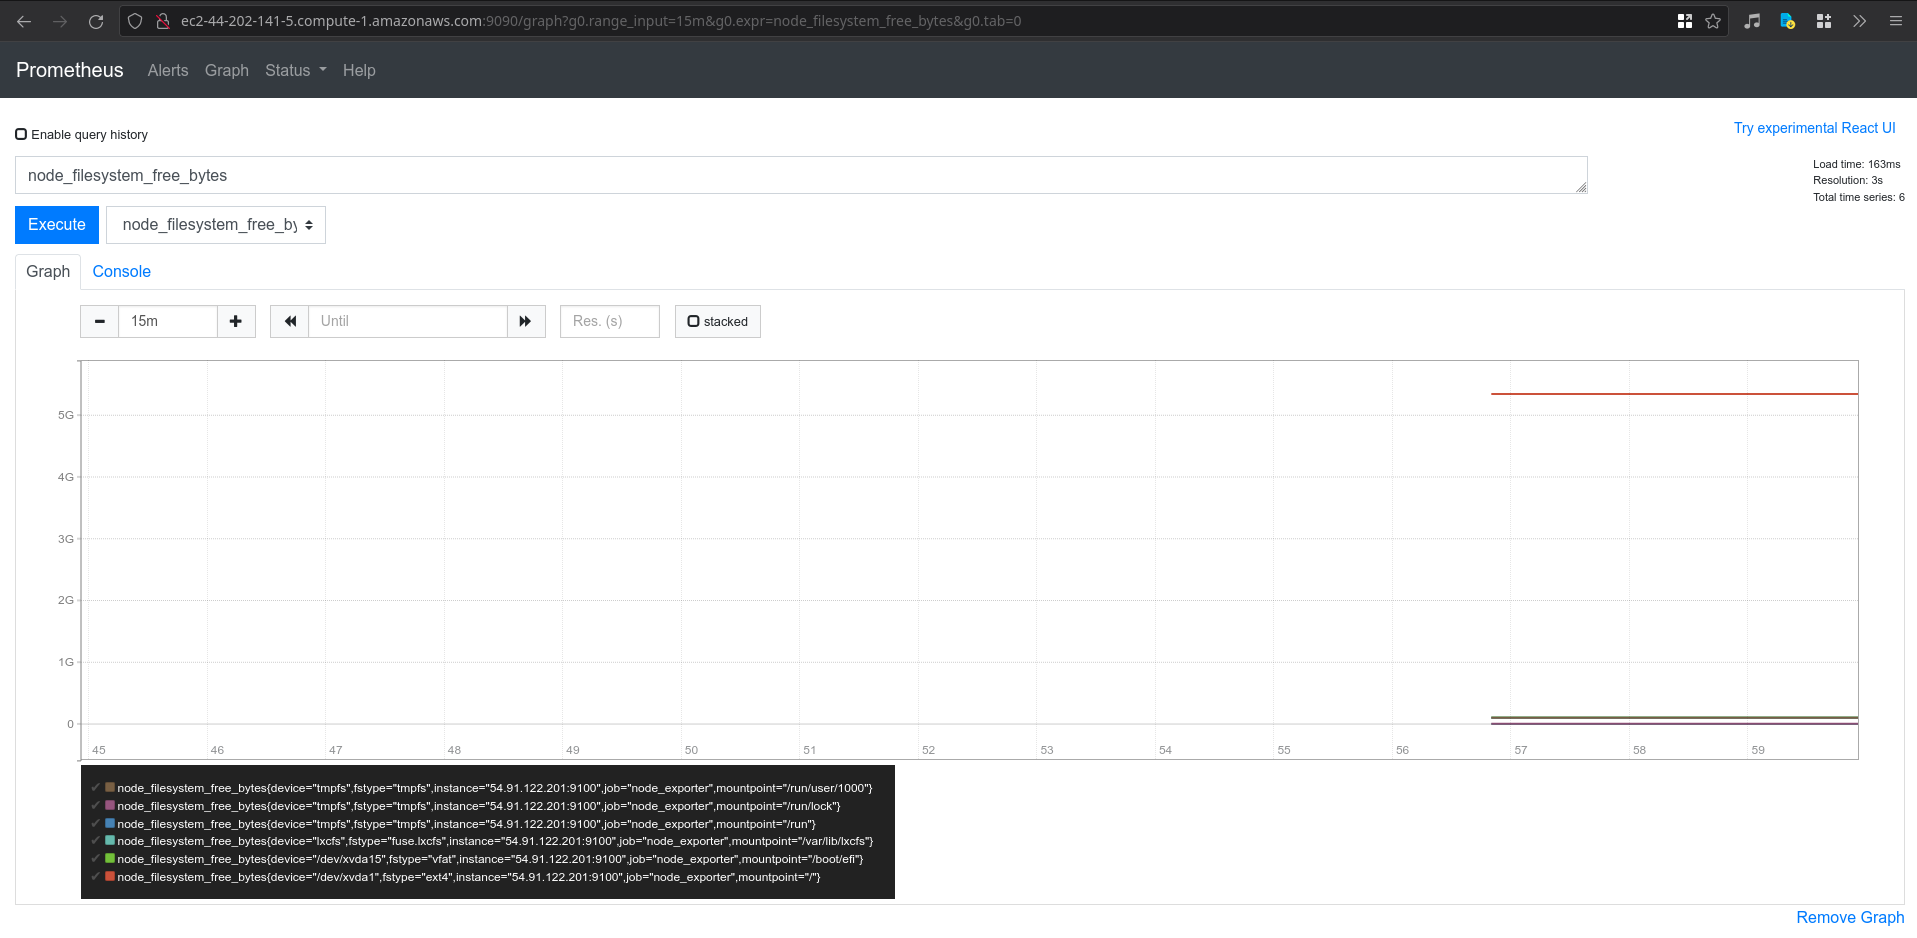 ec2-44-202-141-5.compute-1.amazonaws.com:9090/graph?g0.range_input=15m&g0.expr=node_filesystem_free_bytes&g0.tab=0
Prometheus Alerts Graph Status Help
Enable query history
Try experimental React UI
node_filesystem_free_bytes
Load time: 163ms
Resolution: 3s
Total time series: 6
Execute node_filesystem_free_by
Graph Console
15m Until Res. (s) stacked
5G
4G
3G
2G
1G
0
45 46 47 48 49 50 51 52 53 54 55 56 57 58 59
node_filesystem_free_bytes{device="tmpfs",fstype="tmpfs",instance="54.91.122.201:9100",job="node_exporter",mountpoint="/run/user/1000"}
node_filesystem_free_bytes{device="tmpfs",fstype="tmpfs",instance="54.91.122.201:9100",job="node_exporter",mountpoint="/run/lock"}
node_filesystem_free_bytes{device="tmpfs",fstype="tmpfs",instance="54.91.122.201:9100",job="node_exporter",mountpoint="/run"}
node_filesystem_free_bytes{device="lxcfs",fstype="fuse.lxcfs",instance="54.91.122.201:9100",job="node_exporter",mountpoint="/var/lib/lxcfs"}
node_filesystem_free_bytes{device="/dev/xvda15",fstype="vfat",instance="54.91.122.201:9100",job="node_exporter",mountpoint="/boot/efi"}
node_filesystem_free_bytes{device="/dev/xvda1",fstype="ext4",instance="54.91.122.201:9100",job="node_exporter",mountpoint="/"}
Remove Graph